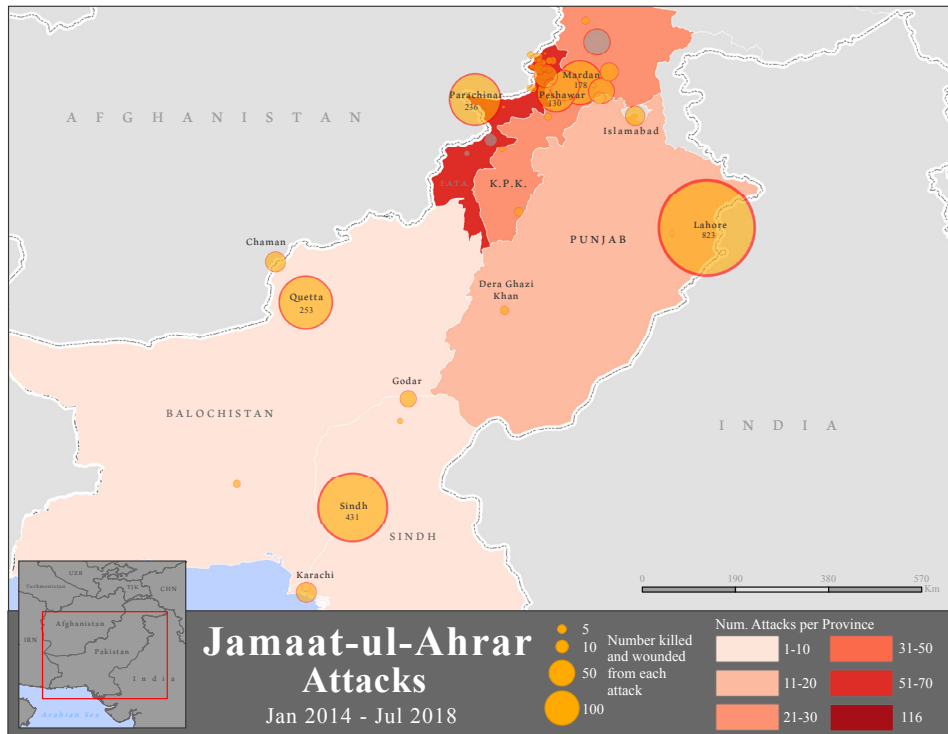 AFGHANISTAN
Parachinar
236
Mardan
178
Peshawar
130
Islamabad
F.A.T.A.
K.P.K.
PUNJAB
Lahore
823
Chaman
Quetta
253
Dera Ghazi
Khan
Godar
BALOCHISTAN
INDIA
Sindh
431
SINDH
Karachi
0 190 380 570
Km
UZB
Turkmenistan
TJK
CHN
IRN
Afghanistan
Pakistan
India
Arabian Sea
Jamaat-ul-Ahrar
Attacks
Jan 2014 - Jul 2018
5
10
50
100
Number killed
and wounded
from each
attack
Num. Attacks per Province
1-10
11-20
21-30
31-50
51-70
116